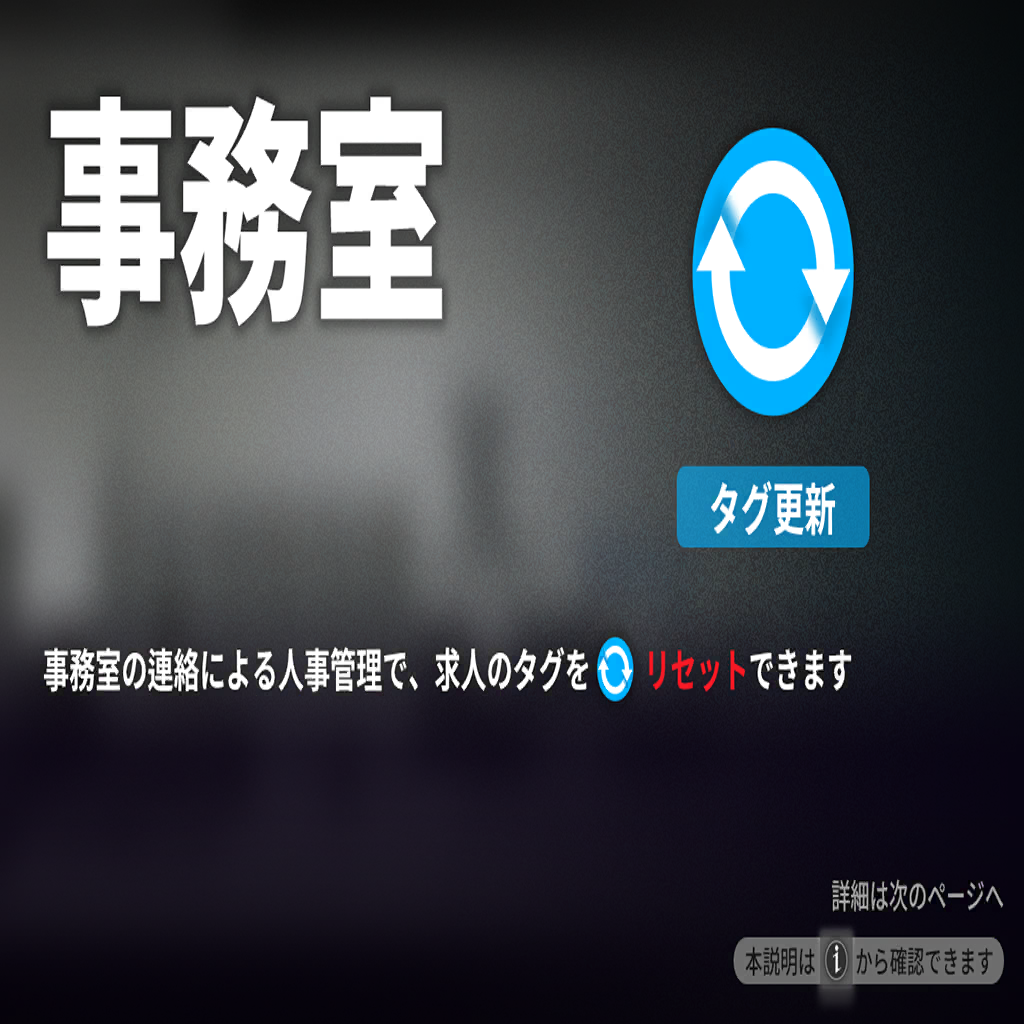 事務室
タグ更新
事務室の連絡による人事管理で、求人のタグをリセットできます
詳細は次のページへ
本説明は i から確認できます